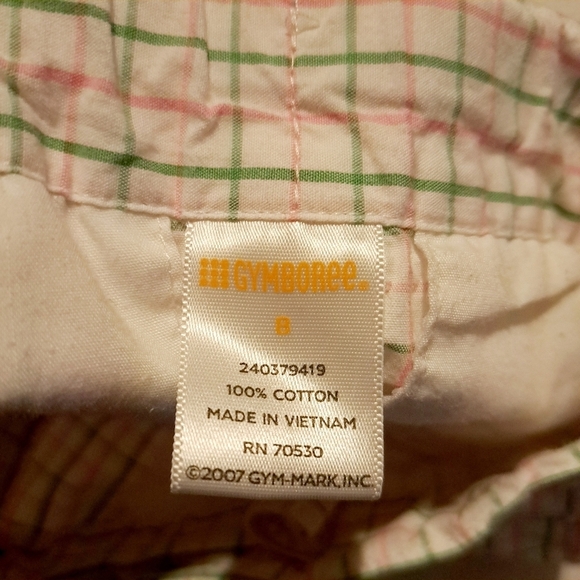 GYMBOREE®
8
240379419
100% COTTON
MADE IN VIETNAM
RN 70530
©2007 GYM-MARK, INC.